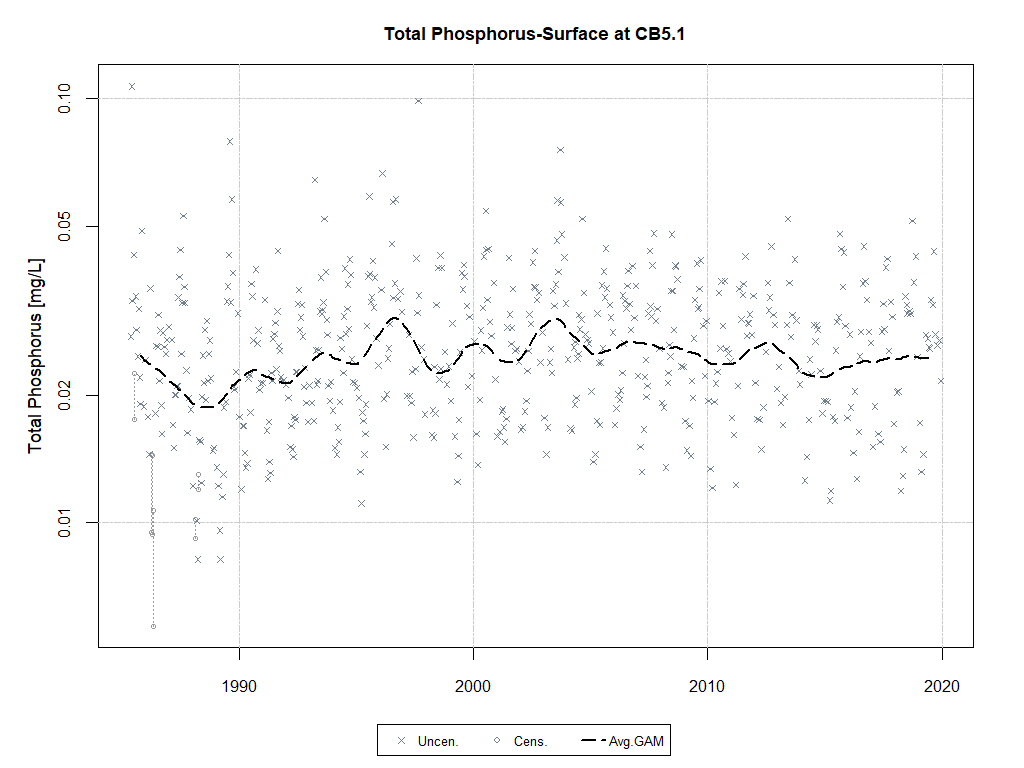 Total Phosphorus-Surface at CB5.1
Total Phosphorus [mg/L]
0.10
0.05
0.02
0.01
1990
2000
2010
2020
Uncen.
Cens.
Avg.GAM